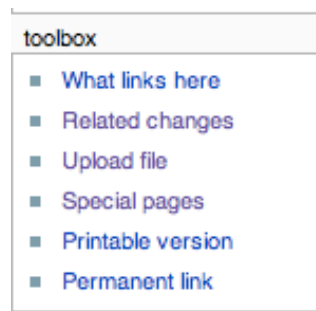 toolbox
What links here
Related changes
Upload file
Special pages
Printable version
Permanent link